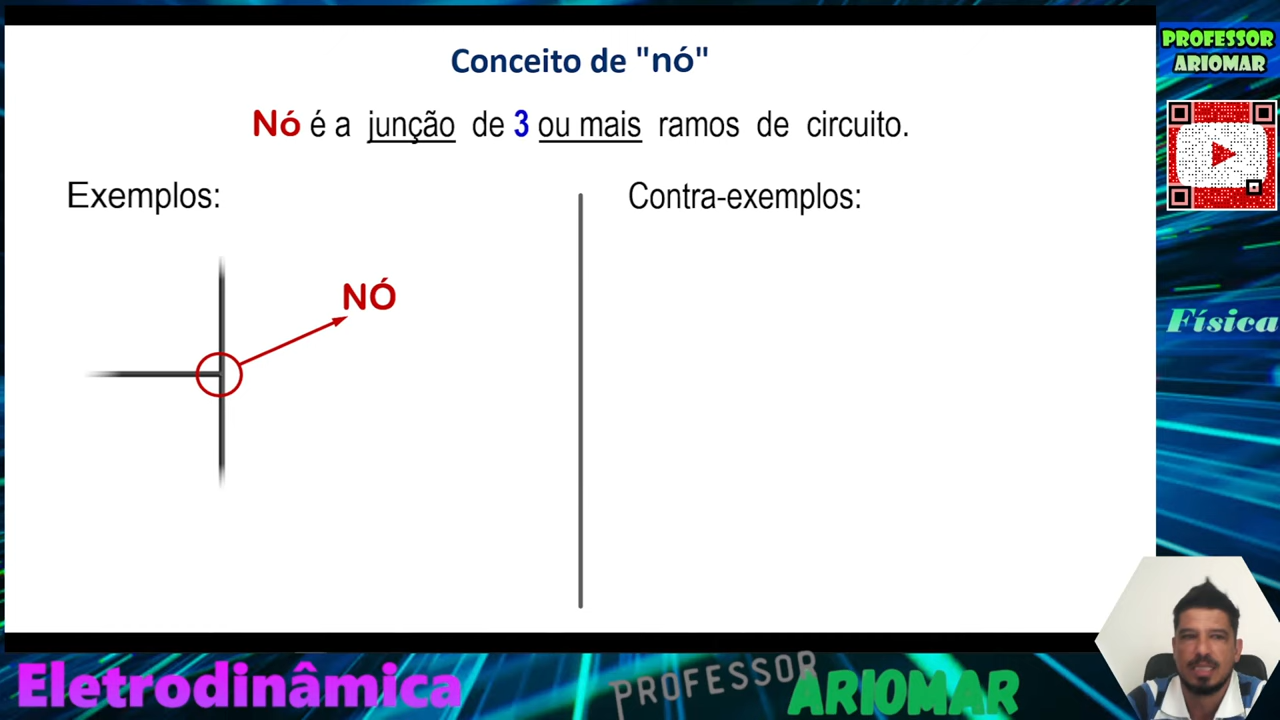 Conceito de "nó"
Nó é a junção de 3 ou mais ramos de circuito.
Exemplos:
Contra-exemplos:
NÓ
PROFESSOR
ARIOMAR
Física
Eletrodinâmica
PROFESSOR
ARIOMAR